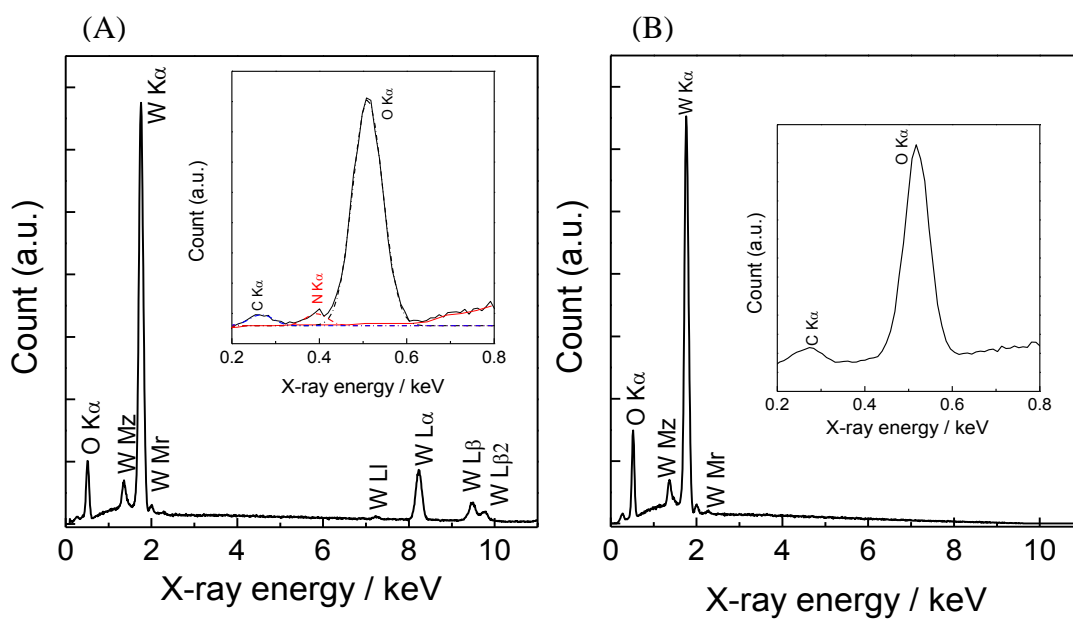 (A)
Count (a.u.)
O Kα
W Mz
W Kα
W Mr
W Ll
W Lα
W Lβ
W Lβ2
0 2 4 6 8 10
X-ray energy / keV
Count (a.u.)
C Kα
N Kα
O Kα
0.2 0.4 0.6 0.8
X-ray energy / keV
(B)
Count (a.u.)
O Kα
W Mz
W Kα
W Mr
0 2 4 6 8 10
X-ray energy / keV
Count (a.u.)
C Kα
O Kα
0.2 0.4 0.6 0.8
X-ray energy / keV